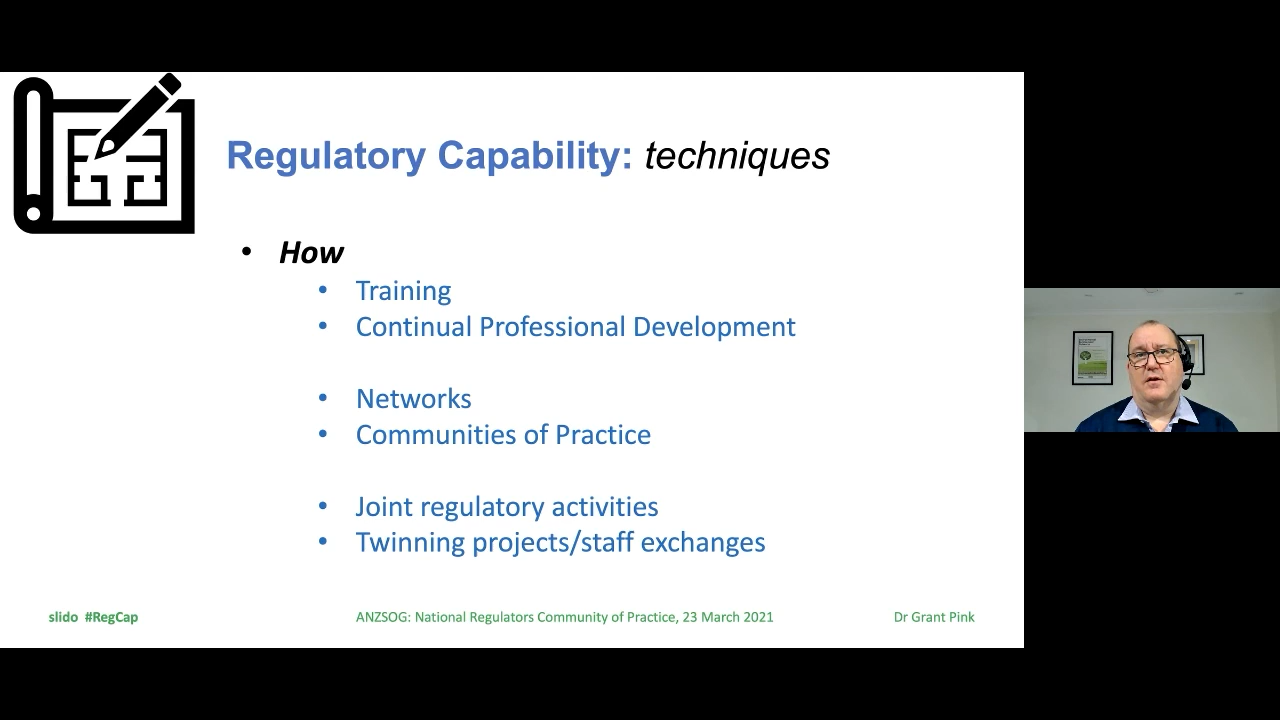 Regulatory Capability: techniques
• How
• Training
• Continual Professional Development
• Networks
• Communities of Practice
• Joint regulatory activities
• Twinning projects/staff exchanges
slido #RegCap
ANZSOG: National Regulators Community of Practice, 23 March 2021
Dr Grant Pink